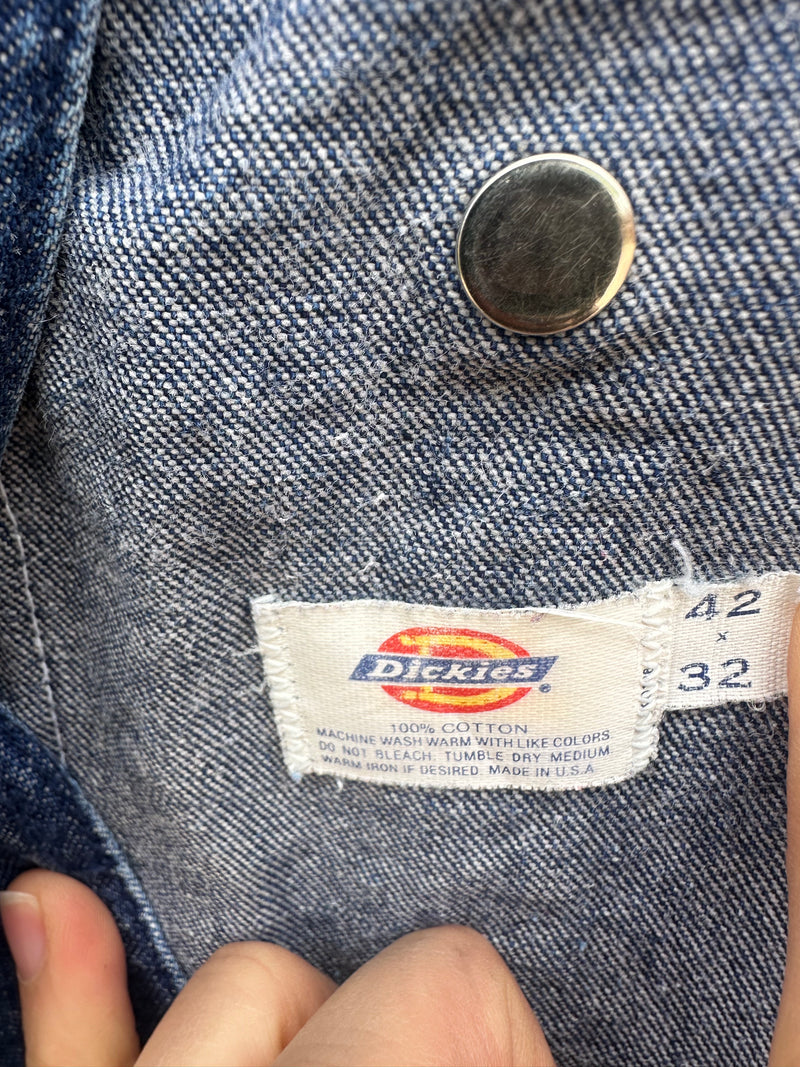 Dickies®
100% COTTON
MACHINE WASH WARM WITH LIKE COLORS
DO NOT BLEACH. TUMBLE DRY MEDIUM
WARM IRON IF DESIRED. MADE IN U.S.A
42
x
32